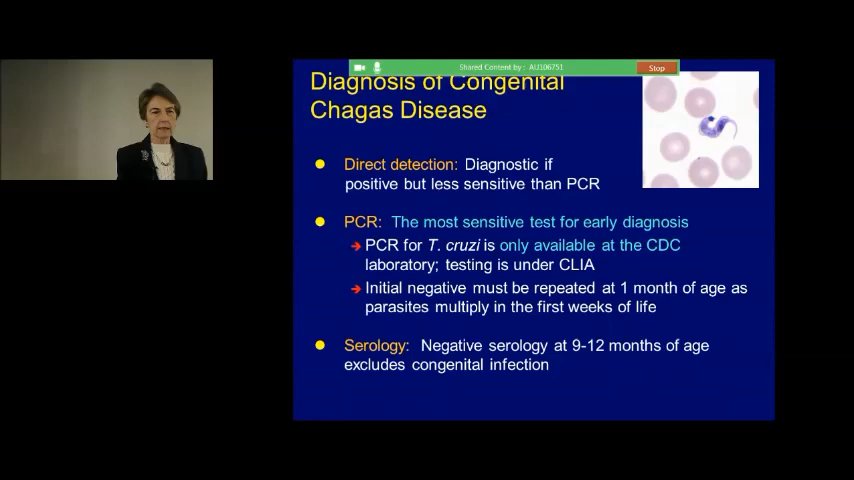 Shared Content by : AU106751
Stop
Diagnosis of Congenital
Chagas Disease
Direct detection: Diagnostic if
positive but less sensitive than PCR
PCR: The most sensitive test for early diagnosis
PCR for T. cruzi is only available at the CDC
laboratory; testing is under CLIA
Initial negative must be repeated at 1 month of age as
parasites multiply in the first weeks of life
Serology: Negative serology at 9-12 months of age
excludes congenital infection